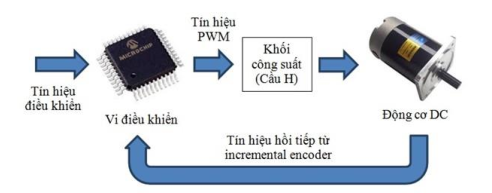 Tín hiệu
PWM
MICROCHIP
Khối
công suất
(Cầu H)
Tín hiệu
điều khiển
Vi điều khiển
Động cơ DC
Tín hiệu hồi tiếp từ
incremental encoder